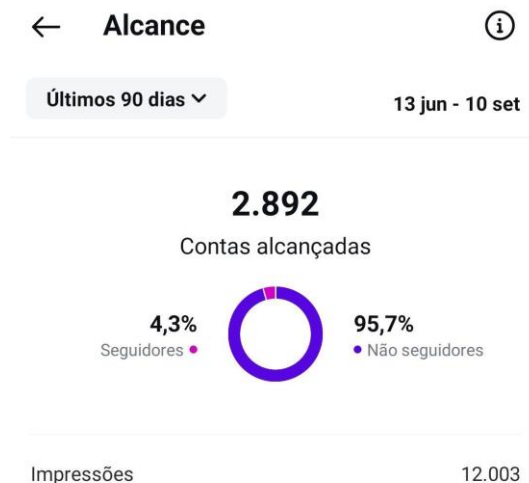 Alcance
Últimos 90 dias
13 jun - 10 set
2.892
Contas alcançadas
4,3%
Seguidores
95,7%
Não seguidores
Impressões 12.003